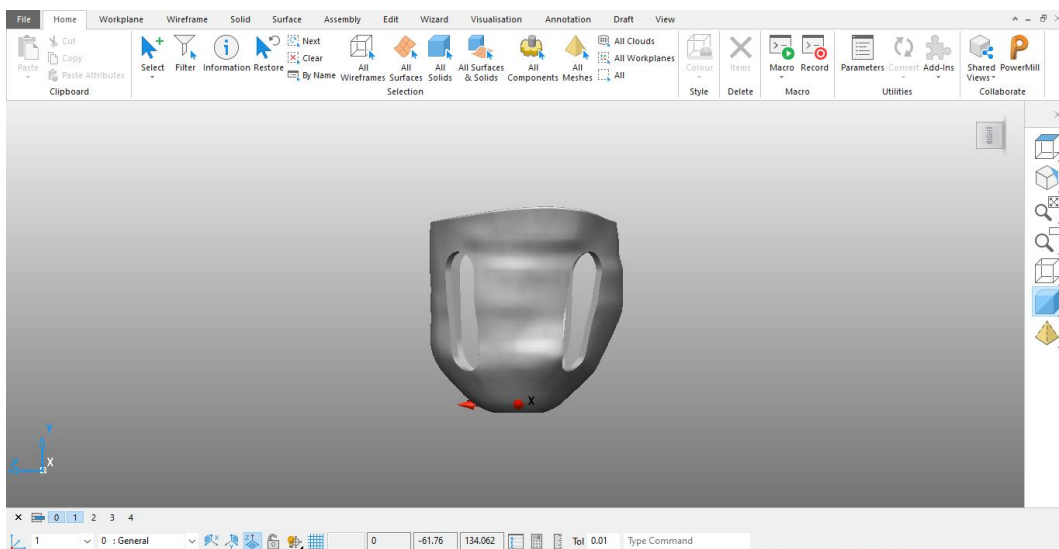 File Home Workplane Wireframe Solid Surface Assembly Edit Wizard Visualisation Annotation Draft View
Cut Next All Clouds
Copy Clear All Workplanes
Paste Paste Attributes Select Filter Information Restore By Name All Wireframes All Surfaces All Solids All Surfaces & Solids All Components All Meshes All Colour Items Macro Record Parameters Convert Add-Ins Shared Views PowerMill
Clipboard Selection Style Delete Macro Utilities Collaborate
RIGHT
X
Y
Z X
0 1 2 3 4
1 0 : General 0 -61.76 134.062 Tol 0.01 Type Command